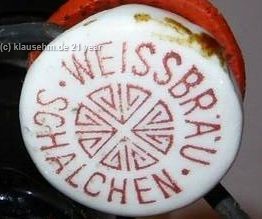 (c) klausehm.de 21 year
· WEISSBRÄU ·
SCHALCHEN